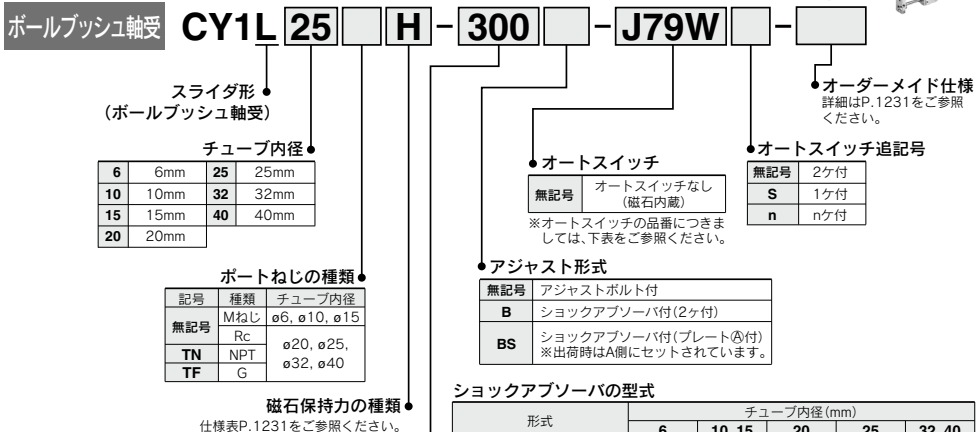 ボールブッシュ軸受 CY1L 25 H - 300 - J79W -
スライダ形
(ボールブッシュ軸受)
オーダーメイド仕様
詳細はP.1231をご参照
ください。
チューブ内径
6 6mm 25 25mm
10 10mm 32 32mm
15 15mm 40 40mm
20 20mm
オートスイッチ
無記号 オートスイッチなし
(磁石内蔵)
※オートスイッチの品番につきま
しては、下表をご参照ください。
オートスイッチ追記号
無記号 2ケ付
S 1ケ付
n nケ付
ポートねじの種類
記号 種類 チューブ内径
無記号 Mねじ ø6, ø10, ø15
Rc ø20, ø25,
TN NPT ø32, ø40
TF G
アジャスト形式
無記号 アジャストボルト付
B ショックアブソーバ付(2ケ付)
BS ショックアブソーバ付(プレートⒶ付)
※出荷時はA側にセットされています。
磁石保持力の種類
仕様表P.1231をご参照ください。
ショックアブソーバの型式
形式 チューブ内径(mm)
6 10, 15 20 25 32, 40